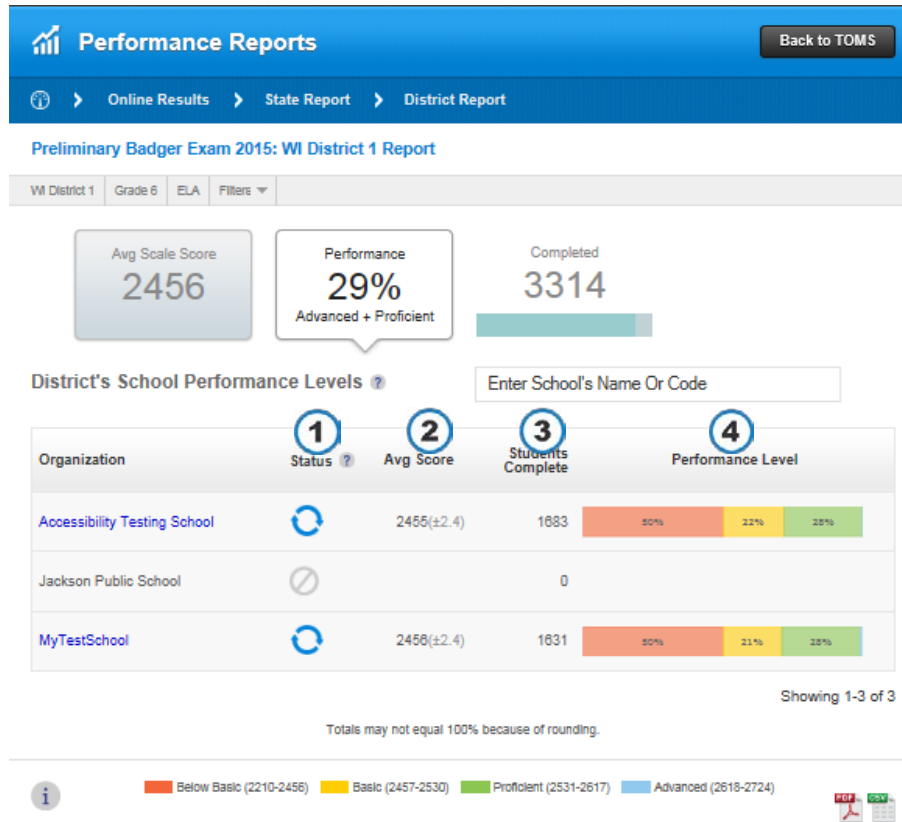 Performance Reports
Back to TOMS
Online Results
State Report
District Report
Preliminary Badger Exam 2015: WI District 1 Report
WI District 1 Grade 6 ELA Filters
Avg Scale Score
2456
Performance
29%
Advanced + Proficient
Completed
3314
District's School Performance Levels ?
Enter School's Name Or Code
1 2 3 4
Organization Status ? Avg Score Students Complete Performance Level
Accessibility Testing School 2455(±2.4) 1683 50% 22% 28%
Jackson Public School 0
MyTestSchool 2456(±2.4) 1631 50% 21% 28%
Showing 1-3 of 3
Totals may not equal 100% because of rounding.
i
Below Basic (2210-2456) Basic (2457-2530) Proficient (2531-2617) Advanced (2618-2724)
PDF CSV